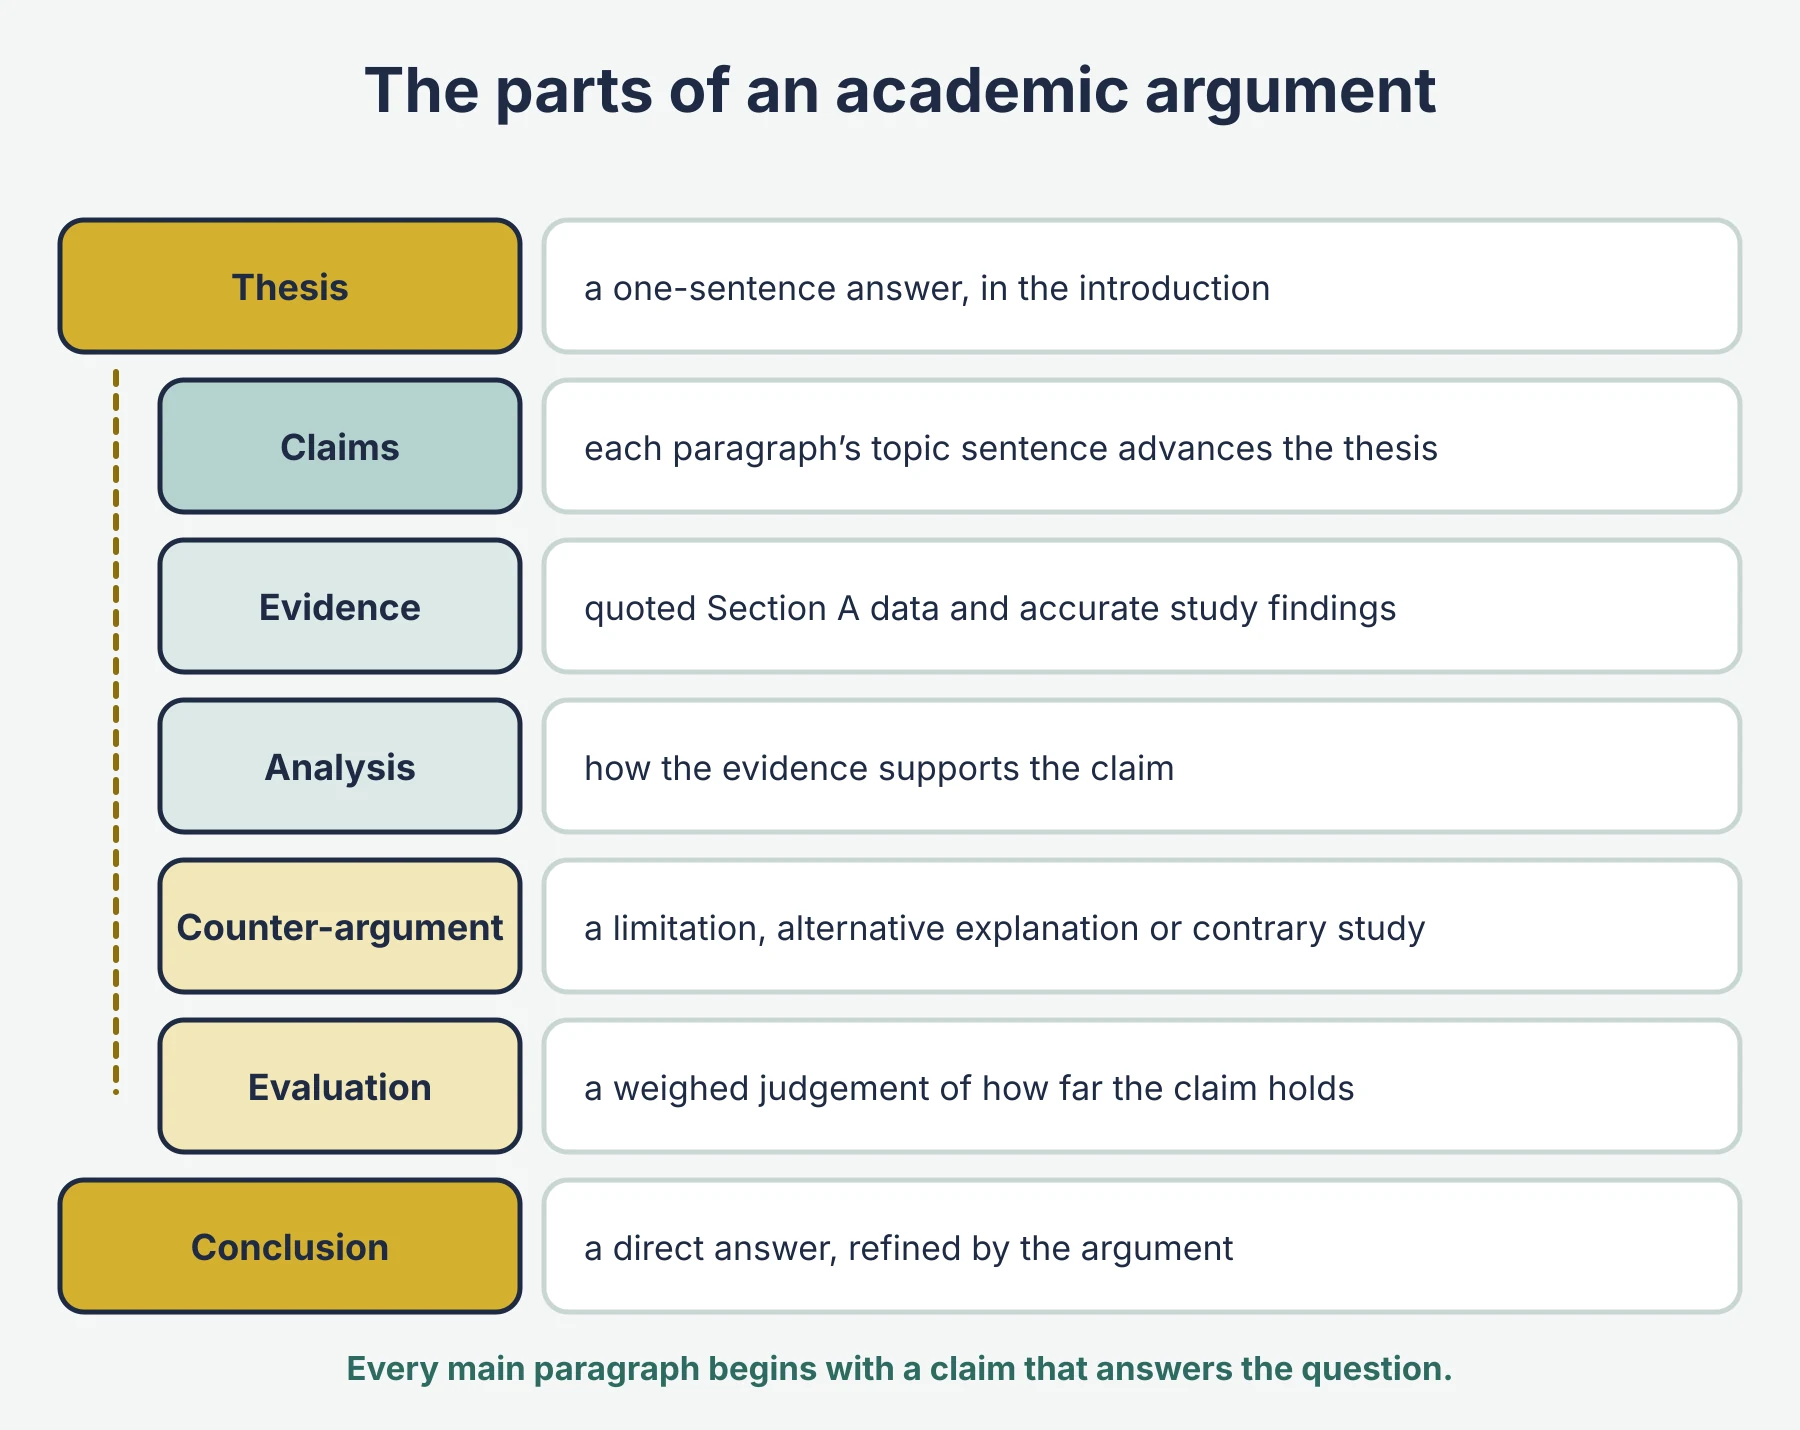 The parts of an academic argument
Thesis
a one-sentence answer, in the introduction
Claims
each paragraph’s topic sentence advances the thesis
Evidence
quoted Section A data and accurate study findings
Analysis
how the evidence supports the claim
Counter-argument
a limitation, alternative explanation or contrary study
Evaluation
a weighed judgement of how far the claim holds
Conclusion
a direct answer, refined by the argument
Every main paragraph begins with a claim that answers the question.